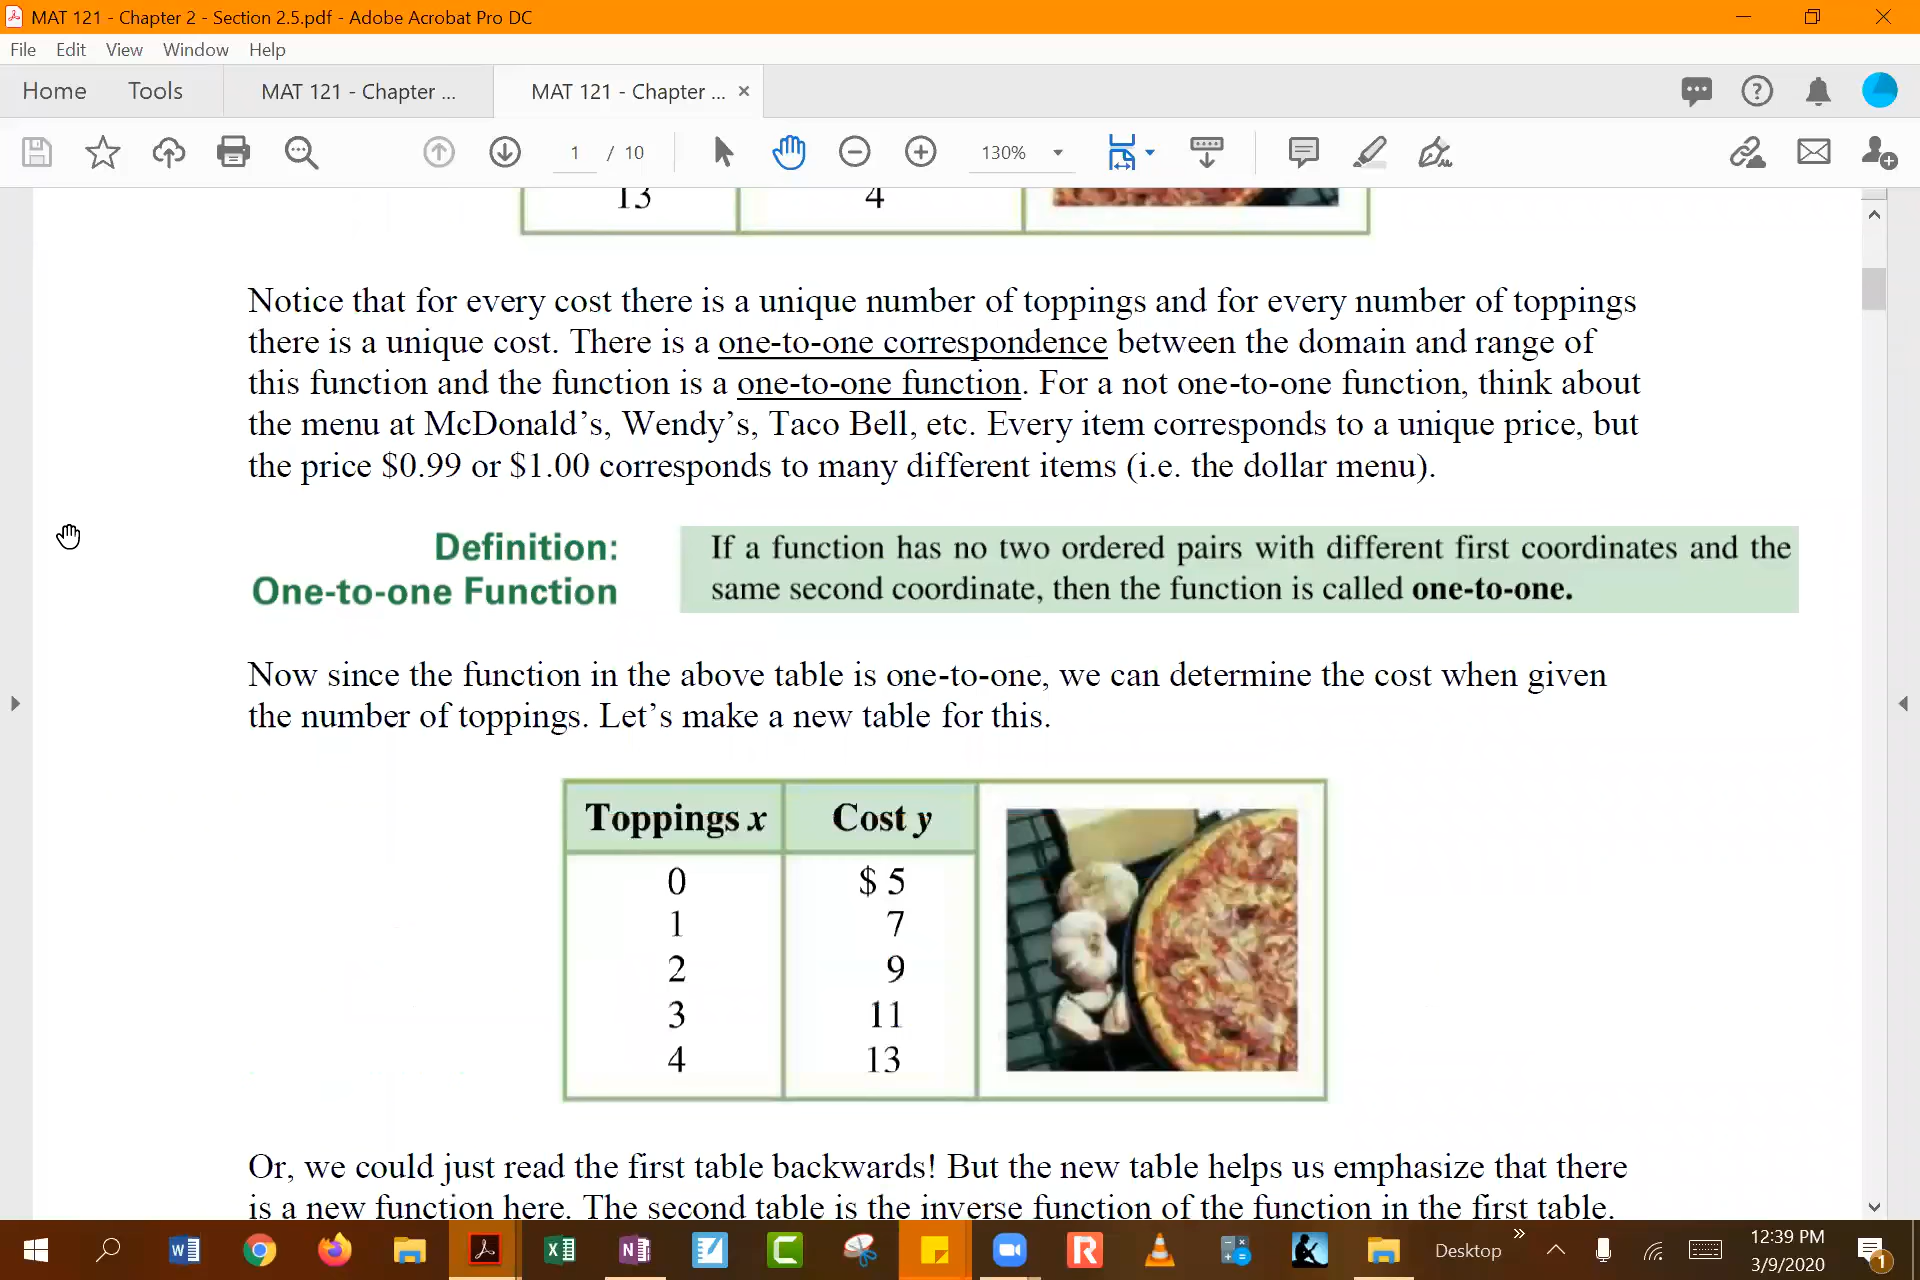 MAT 121 - Chapter 2 - Section 2.5.pdf - Adobe Acrobat Pro DC
File Edit View Window Help
Home Tools MAT 121 - Chapter ... MAT 121 - Chapter ... ×
1 / 10 130%
13 4
Notice that for every cost there is a unique number of toppings and for every number of toppings
there is a unique cost. There is a one-to-one correspondence between the domain and range of
this function and the function is a one-to-one function. For a not one-to-one function, think about
the menu at McDonald’s, Wendy’s, Taco Bell, etc. Every item corresponds to a unique price, but
the price $0.99 or $1.00 corresponds to many different items (i.e. the dollar menu).
Definition:
One-to-one Function
If a function has no two ordered pairs with different first coordinates and the
same second coordinate, then the function is called one-to-one.
Now since the function in the above table is one-to-one, we can determine the cost when given
the number of toppings. Let’s make a new table for this.
Toppings x Cost y
0 $ 5
1 7
2 9
3 11
4 13
Or, we could just read the first table backwards! But the new table helps us emphasize that there
is a new function here. The second table is the inverse function of the function in the first table.
Desktop
12:39 PM
3/9/2020
1